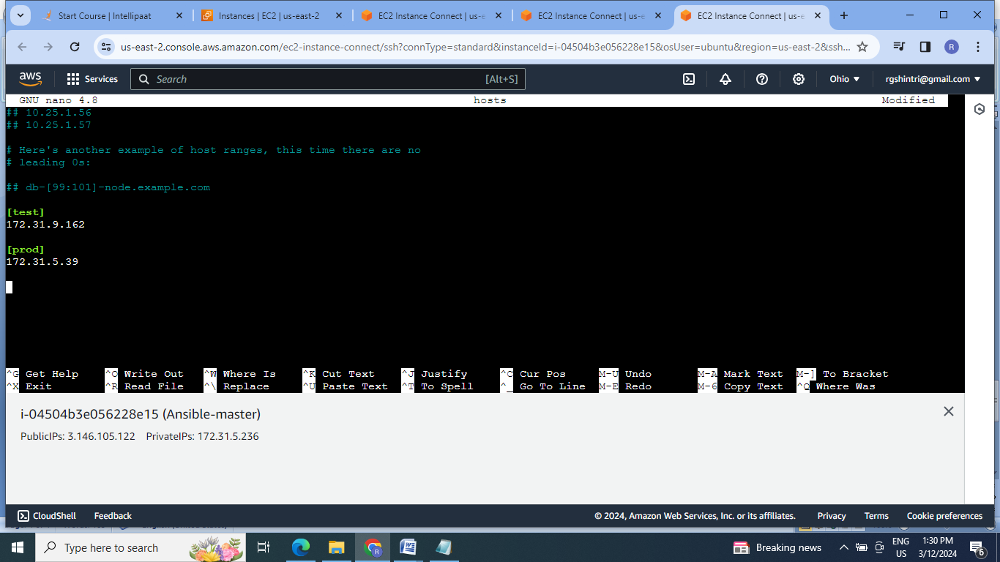 Start Course | Intellipaat
Instances | EC2 | us-east-2
EC2 Instance Connect | us-e
EC2 Instance Connect | us-e
EC2 Instance Connect | us-e
us-east-2.console.aws.amazon.com/ec2-instance-connect/ssh?connType=standard&instanceId=i-04504b3e056228e15&osUser=ubuntu&region=us-east-2&ssh...
R
aws
Services
Search
[Alt+S]
Ohio
rgshintri@gmail.com
GNU nano 4.8 hosts Modified
## 10.25.1.56
## 10.25.1.57
# Here's another example of host ranges, this time there are no
# leading 0s:
## db-[99:101]-node.example.com
[test]
172.31.9.162
[prod]
172.31.5.39
^G Get Help ^O Write Out ^W Where Is ^K Cut Text ^J Justify ^C Cur Pos M-U Undo M-A Mark Text M-] To Bracket
^X Exit ^R Read File ^\ Replace ^U Paste Text ^T To Spell ^_ Go To Line M-E Redo M-6 Copy Text ^Q Where Was
i-04504b3e056228e15 (Ansible-master)
PublicIPs: 3.146.105.122 PrivateIPs: 172.31.5.236
CloudShell Feedback © 2024, Amazon Web Services, Inc. or its affiliates. Privacy Terms Cookie preferences
Type here to search
Breaking news
ENG
US
1:30 PM
3/12/2024
6